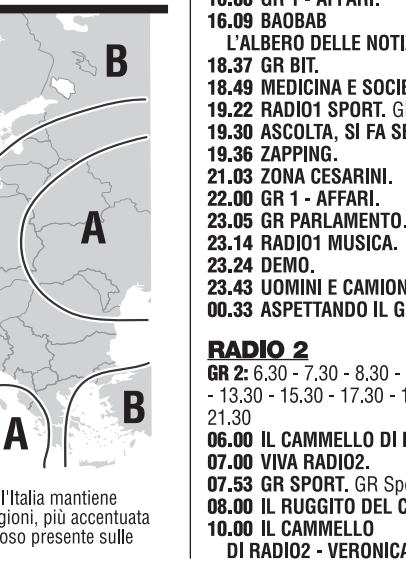 B
A
B
A
l'Italia mantiene
gioni, più accentuata
oso presente sulle
16.09 BAOBAB
L'ALBERO DELLE NOTI
18.37 GR BIT.
18.49 MEDICINA E SOCIE
19.22 RADIO1 SPORT. G
19.30 ASCOLTA, SI FA SE
19.36 ZAPPING.
21.03 ZONA CESARINI.
22.00 GR 1 - AFFARI.
23.05 GR PARLAMENTO.
23.14 RADIO1 MUSICA.
23.24 DEMO.
23.43 UOMINI E CAMION
00.33 ASPETTANDO IL G
RADIO 2
GR 2: 6.30 - 7.30 - 8.30 -
- 13.30 - 15.30 - 17.30 - 1
21.30
06.00 IL CAMMELLO DI
07.00 VIVA RADIO2.
07.53 GR SPORT. GR Spo
08.00 IL RUGGITO DEL C
10.00 IL CAMMELLO
DI RADIO2 - VERONICA